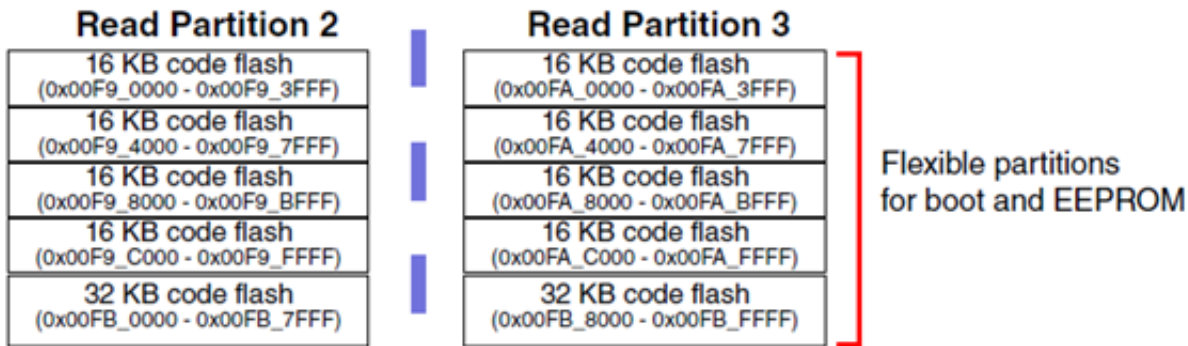 Read Partition 2
16 KB code flash
(0x00F9_0000 - 0x00F9_3FFF)
16 KB code flash
(0x00F9_4000 - 0x00F9_7FFF)
16 KB code flash
(0x00F9_8000 - 0x00F9_BFFF)
16 KB code flash
(0x00F9_C000 - 0x00F9_FFFF)
32 KB code flash
(0x00FB_0000 - 0x00FB_7FFF)
Read Partition 3
16 KB code flash
(0x00FA_0000 - 0x00FA_3FFF)
16 KB code flash
(0x00FA_4000 - 0x00FA_7FFF)
16 KB code flash
(0x00FA_8000 - 0x00FA_BFFF)
16 KB code flash
(0x00FA_C000 - 0x00FA_FFFF)
32 KB code flash
(0x00FB_8000 - 0x00FB_FFFF)
Flexible partitions
for boot and EEPROM